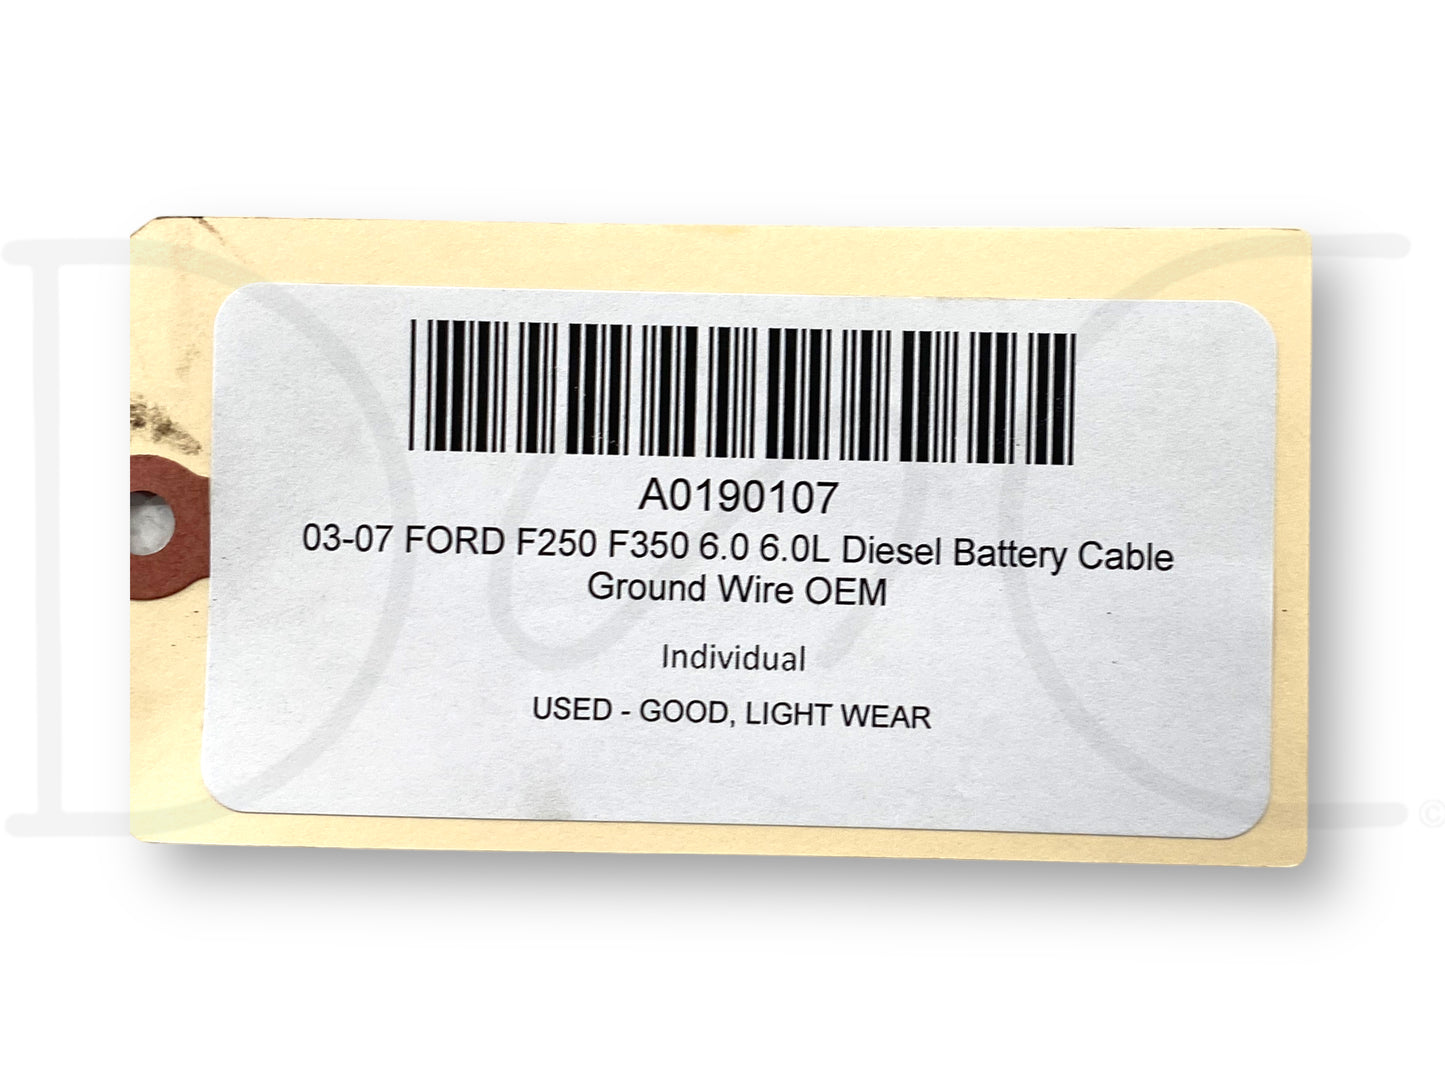 A0190107
03-07 FORD F250 F350 6.0 6.0L Diesel Battery Cable
Ground Wire OEM
Individual
USED - GOOD, LIGHT WEAR
©